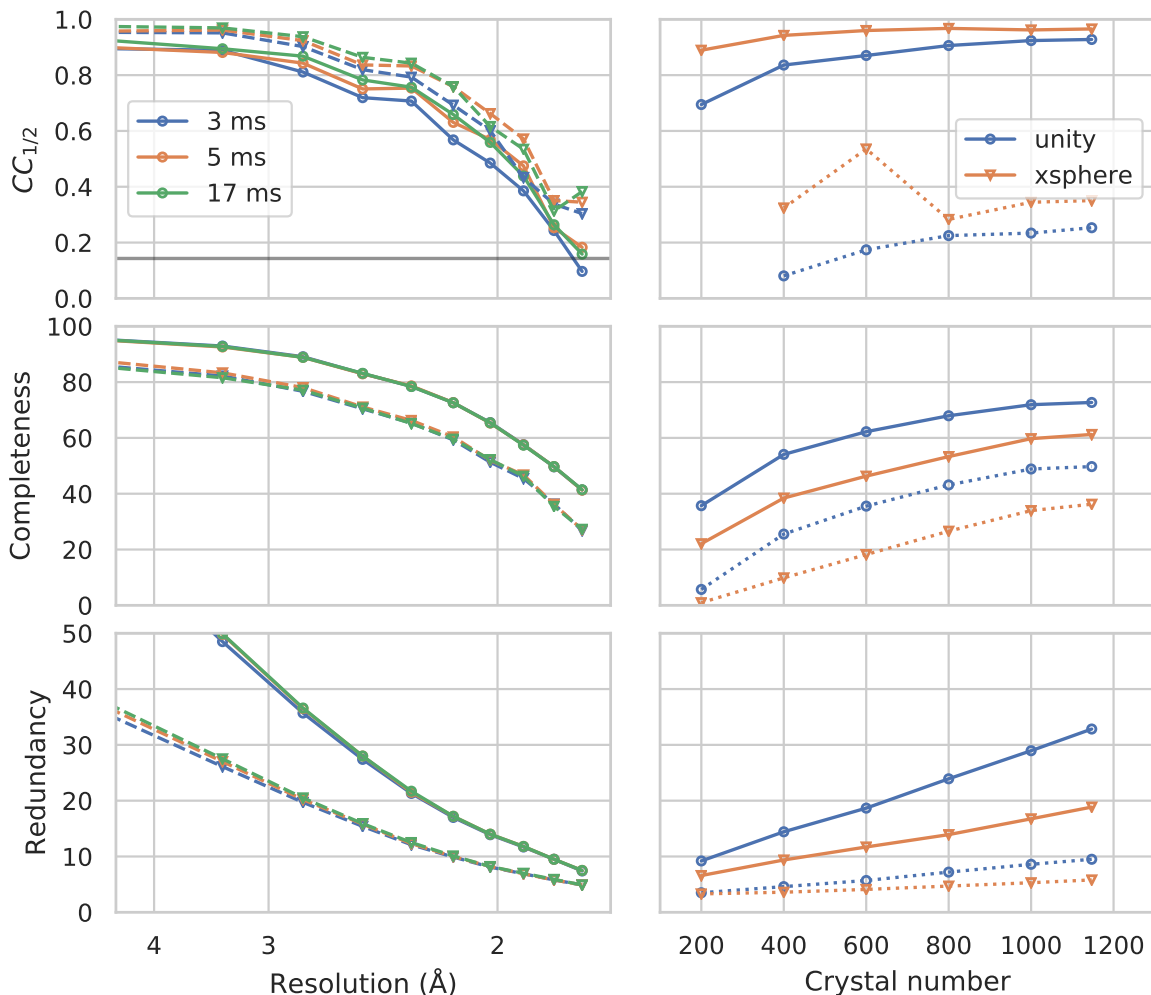 1.0
0.8
0.6
0.4
0.2
0.0
CC1/2
3 ms
5 ms
17 ms
unity
xsphere
100
80
60
40
20
0
Completeness
50
40
30
20
10
0
Redundancy
4 3 2
Resolution (Å)
200 400 600 800 1000 1200
Crystal number